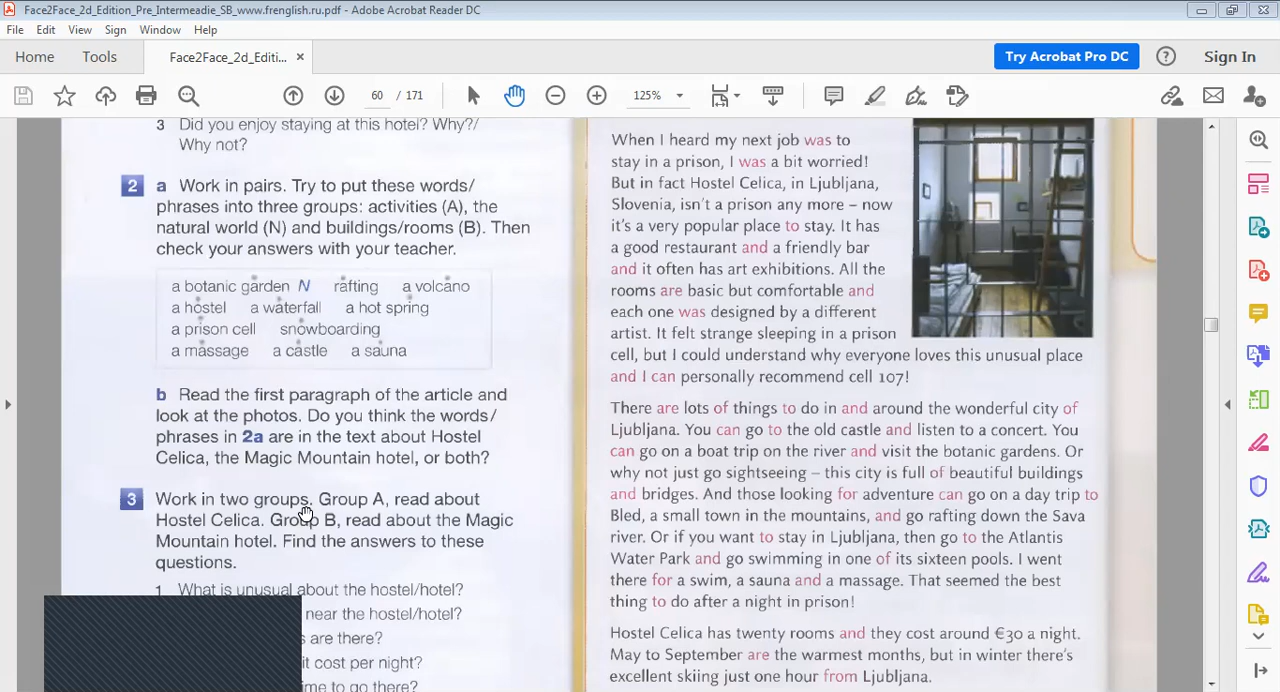 Face2Face_2d_Edition_Pre_Intermeadie_SB_www.frenglish.ru.pdf - Adobe Acrobat Reader DC
File Edit View Sign Window Help
Home Tools Face2Face_2d_Editi... × Try Acrobat Pro DC ? Sign In
60 / 171 125%
3 Did you enjoy staying at this hotel? Why?/
Why not?
2 a Work in pairs. Try to put these words/
phrases into three groups: activities (A), the
natural world (N) and buildings/rooms (B). Then
check your answers with your teacher.
a botanic garden N rafting a volcano
a hostel a waterfall a hot spring
a prison cell snowboarding
a massage a castle a sauna
b Read the first paragraph of the article and
look at the photos. Do you think the words/
phrases in 2a are in the text about Hostel
Celica, the Magic Mountain hotel, or both?
3 Work in two groups. Group A, read about
Hostel Celica. Group B, read about the Magic
Mountain hotel. Find the answers to these
questions.
1 What is unusual about the hostel/hotel?
near the hostel/hotel?
s are there?
it cost per night?
ime to go there?
When I heard my next job was to
stay in a prison, I was a bit worried!
But in fact Hostel Celica, in Ljubljana,
Slovenia, isn't a prison any more – now
it's a very popular place to stay. It has
a good restaurant and a friendly bar
and it often has art exhibitions. All the
rooms are basic but comfortable and
each one was designed by a different
artist. It felt strange sleeping in a prison
cell, but I could understand why everyone loves this unusual place
and I can personally recommend cell 107!
There are lots of things to do in and around the wonderful city of
Ljubljana. You can go to the old castle and listen to a concert. You
can go on a boat trip on the river and visit the botanic gardens. Or
why not just go sightseeing – this city is full of beautiful buildings
and bridges. And those looking for adventure can go on a day trip to
Bled, a small town in the mountains, and go rafting down the Sava
river. Or if you want to stay in Ljubljana, then go to the Atlantis
Water Park and go swimming in one of its sixteen pools. I went
there for a swim, a sauna and a massage. That seemed the best
thing to do after a night in prison!
Hostel Celica has twenty rooms and they cost around €30 a night.
May to September are the warmest months, but in winter there's
excellent skiing just one hour from Ljubljana.